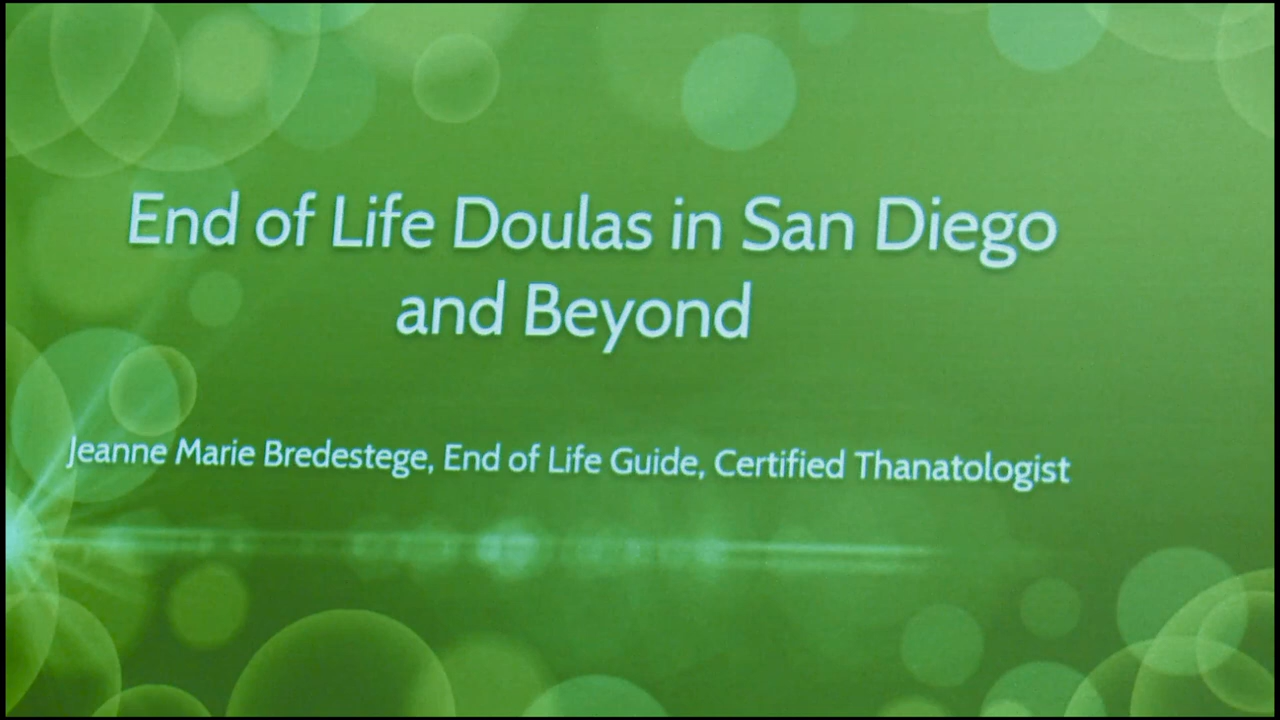 End of Life Doulas in San Diego
and Beyond
Jeanne Marie Bredestege, End of Life Guide, Certified Thanatologist